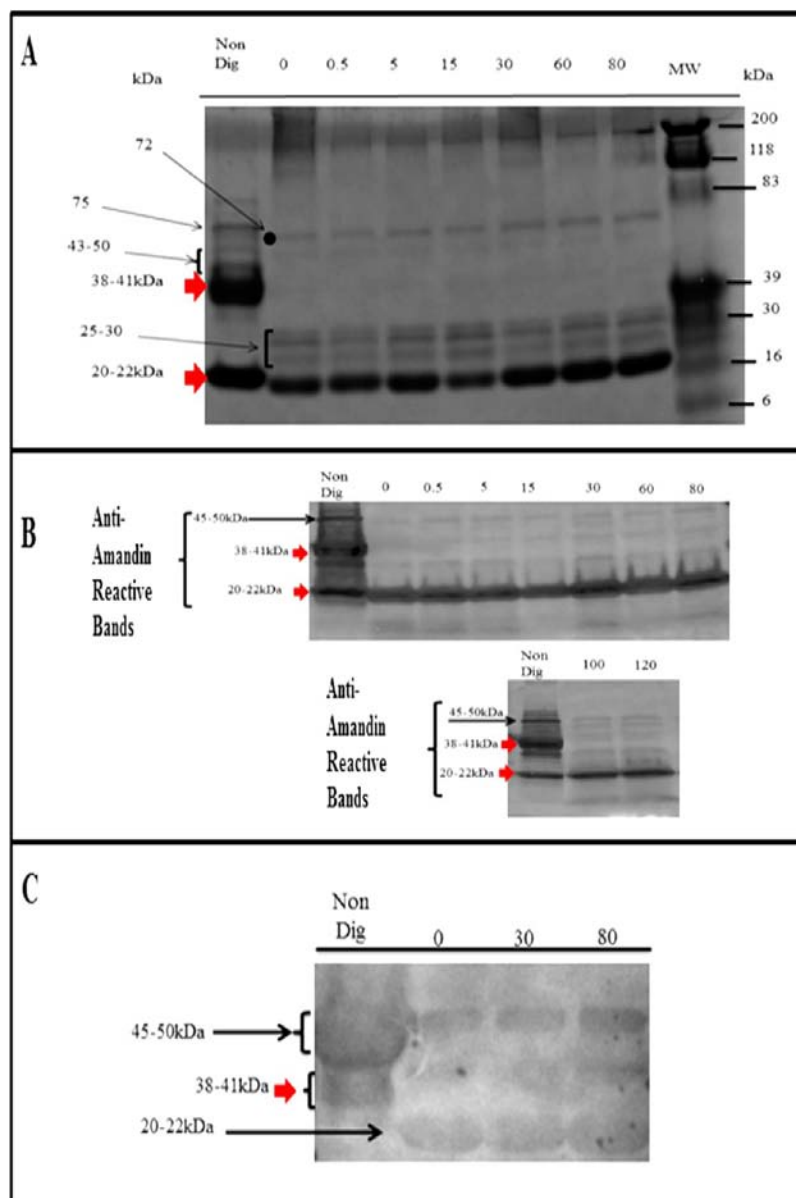 A
Non
Dig
0 0.5 5 15 30 60 80 MW
kDa
kDa
72
75
43-50
38-41kDa
25-30
20-22kDa
200
118
83
39
30
16
6
B
Non
Dig
0 0.5 5 15 30 60 80
Anti-
Amandin
Reactive
Bands
45-50kDa
38-41kDa
20-22kDa
Non
Dig
100 120
Anti-
Amandin
Reactive
Bands
45-50kDa
38-41kDa
20-22kDa
C
Non
Dig
0 30 80
45-50kDa
38-41kDa
20-22kDa